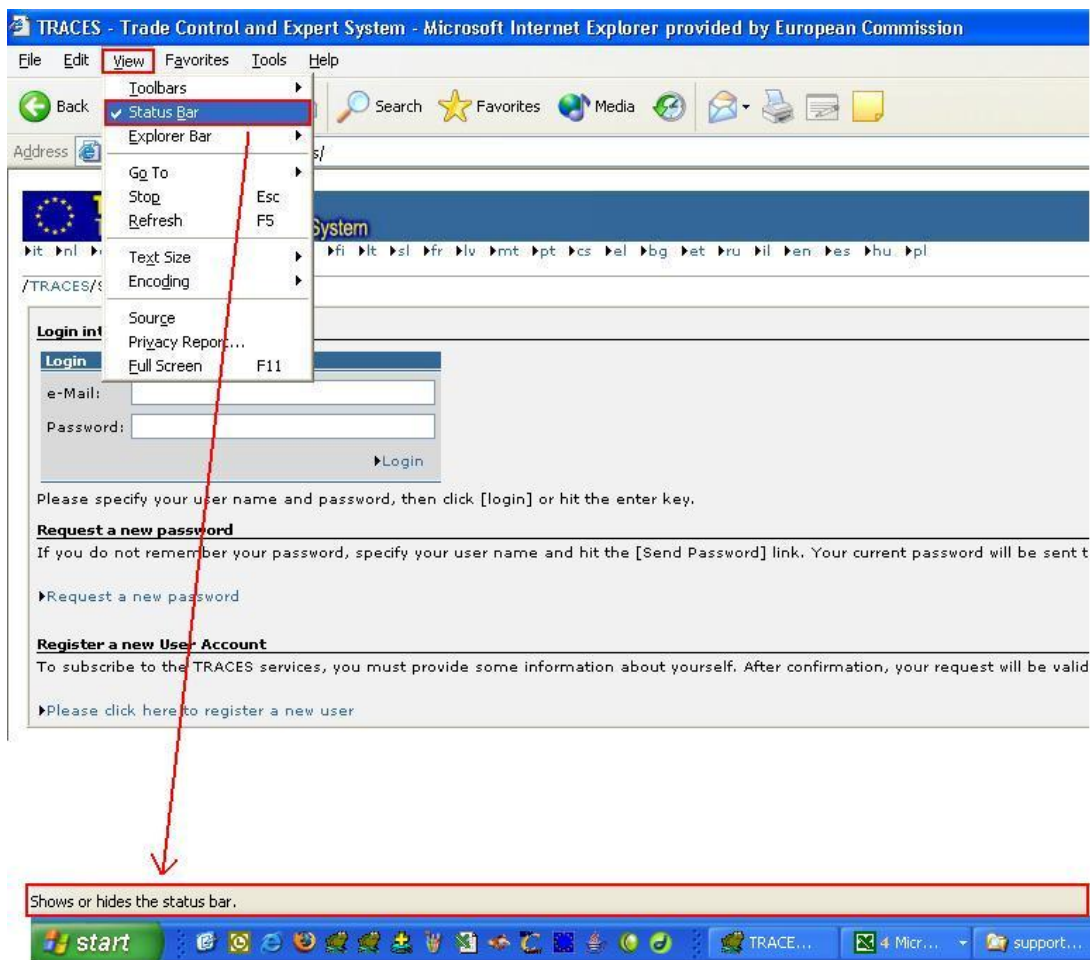 TRACES - Trade Control and Expert System - Microsoft Internet Explorer provided by European Commission
File Edit View Favorites Tools Help
Toolbars
Back Search Favorites Media
Status Bar
Explorer Bar
Address s/
Go To
Stop Esc
Refresh F5
System
it nl fi lt sl fr lv mt pt cs el bg et ru il en es hu pl
Text Size
Encoding
/TRACES/
Source
Login int
Privacy Report...
Login
Full Screen F11
e-Mail:
Password:
Login
Please specify your user name and password, then click [login] or hit the enter key.
Request a new password
If you do not remember your password, specify your user name and hit the [Send Password] link. Your current password will be sent t
Request a new password
Register a new User Account
To subscribe to the TRACES services, you must provide some information about yourself. After confirmation, your request will be valid
Please click here to register a new user
Shows or hides the status bar.
start TRACE... 4 Micr... support...